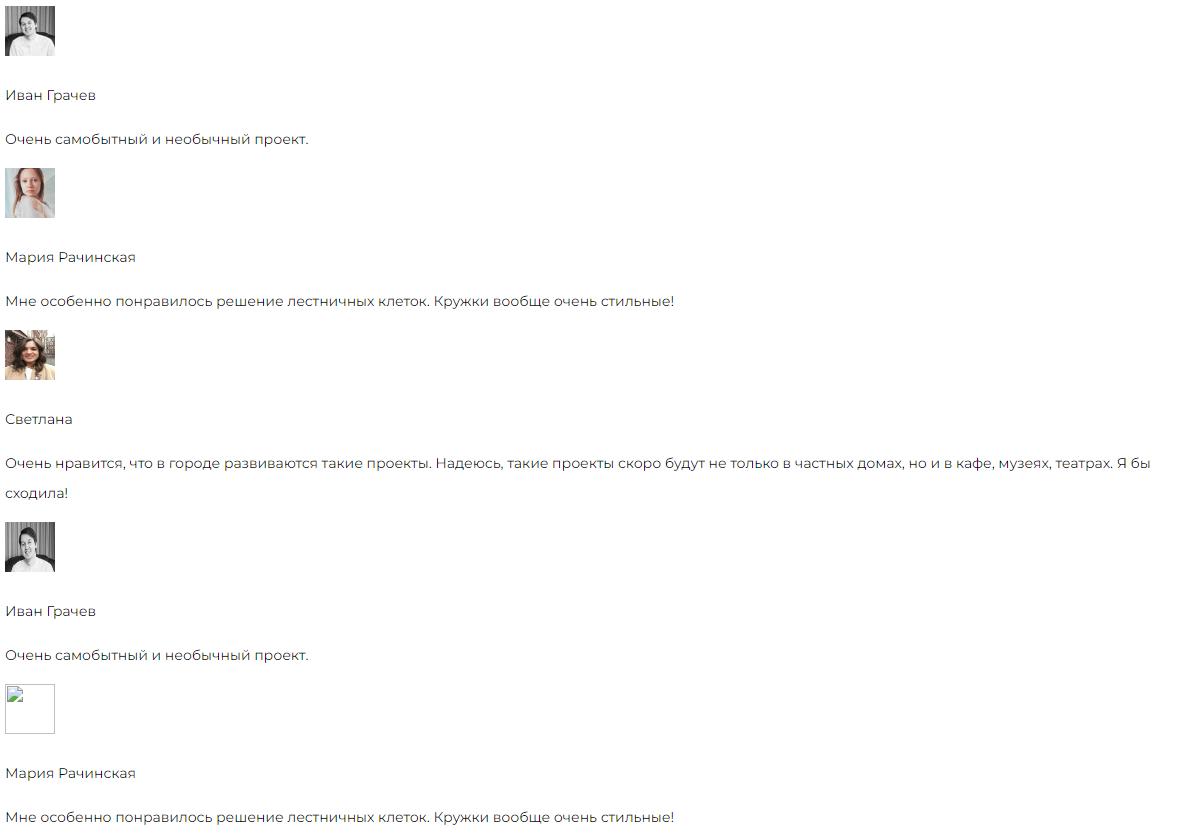 Иван Грачев
Очень самобытный и необычный проект.
Мария Рачинская
Мне особенно понравилось решение лестничных клеток. Кружки вообще очень стильные!
Светлана
Очень нравится, что в городе развиваются такие проекты. Надеюсь, такие проекты скоро будут не только в частных домах, но и в кафе, музеях, театрах. Я бы
сходила!
Иван Грачев
Очень самобытный и необычный проект.
Мария Рачинская
Мне особенно понравилось решение лестничных клеток. Кружки вообще очень стильные!